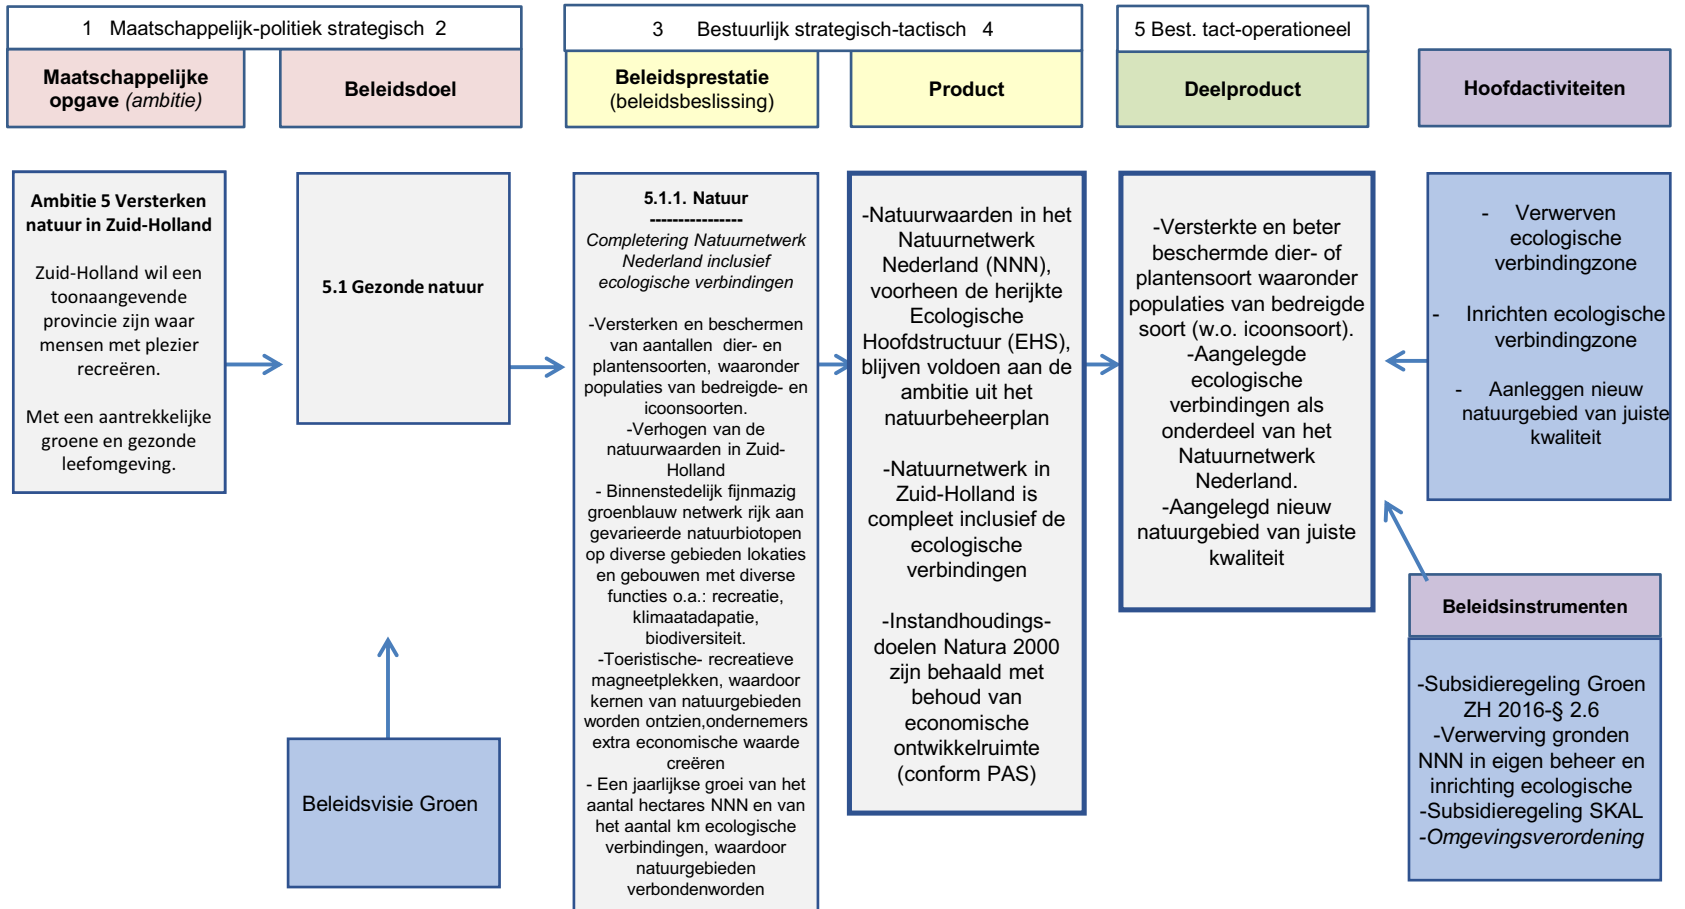 1 Maatschappelijk-politiek strategisch 2
3 Bestuurlijk strategisch-tactisch 4
5 Best. tact-operationeel
Maatschappelijke
opgave (ambitie)
Beleidsdoel
Beleidsprestatie
(beleidsbeslissing)
Product
Deelproduct
Hoofdactiviteiten
Ambitie 5 Versterken
natuur in Zuid-Holland
Zuid-Holland wil een
toonaangevende
provincie zijn waar
mensen met plezier
recreëren.
Met een aantrekkelijke
groene en gezonde
leefomgeving.
5.1 Gezonde natuur
5.1.1. Natuur
----------------
Completering Natuurnetwerk
Nederland inclusief
ecologische verbindingen
-Versterken en beschermen
van aantallen dier- en
plantensoorten, waaronder
populaties van bedreigde- en
icoonsoorten.
-Verhogen van de
natuurwaarden in Zuid-
Holland
- Binnenstedelijk fijnmazig
groenblauw netwerk rijk aan
gevarieerde natuurbiotopen
op diverse gebieden lokaties
en gebouwen met diverse
functies o.a.: recreatie,
klimaatadapatie,
biodiversiteit.
-Toeristische- recreatieve
magneetplekken, waardoor
kernen van natuurgebieden
worden ontzien,ondernemers
extra economische waarde
creëren
- Een jaarlijkse groei van het
aantal hectares NNN en van
het aantal km ecologische
verbindingen, waardoor
natuurgebieden
verbondenworden
-Natuurwaarden in het
Natuurnetwerk
Nederland (NNN),
voorheen de herijkte
Ecologische
Hoofdstructuur (EHS),
blijven voldoen aan de
ambitie uit het
natuurbeheerplan
-Natuurnetwerk in
Zuid-Holland is
compleet inclusief de
ecologische
verbindingen
-Instandhoudings-
doelen Natura 2000
zijn behaald met
behoud van
economische
ontwikkelruimte
(conform PAS)
-Versterkte en beter
beschermde dier- of
plantensoort waaronder
populaties van bedreigde
soort (w.o. icoonsoort).
-Aangelegde
ecologische
verbindingen als
onderdeel van het
Natuurnetwerk
Nederland.
-Aangelegd nieuw
natuurgebied van juiste
kwaliteit
- Verwerven
ecologische
verbindingzone
- Inrichten ecologische
verbindingzone
- Aanleggen nieuw
natuurgebied van juiste
kwaliteit
Beleidsinstrumenten
-Subsidieregeling Groen
ZH 2016-§ 2.6
-Verwerving gronden
NNN in eigen beheer en
inrichting ecologische
-Subsidieregeling SKAL
-Omgevingsverordening
Beleidsvisie Groen